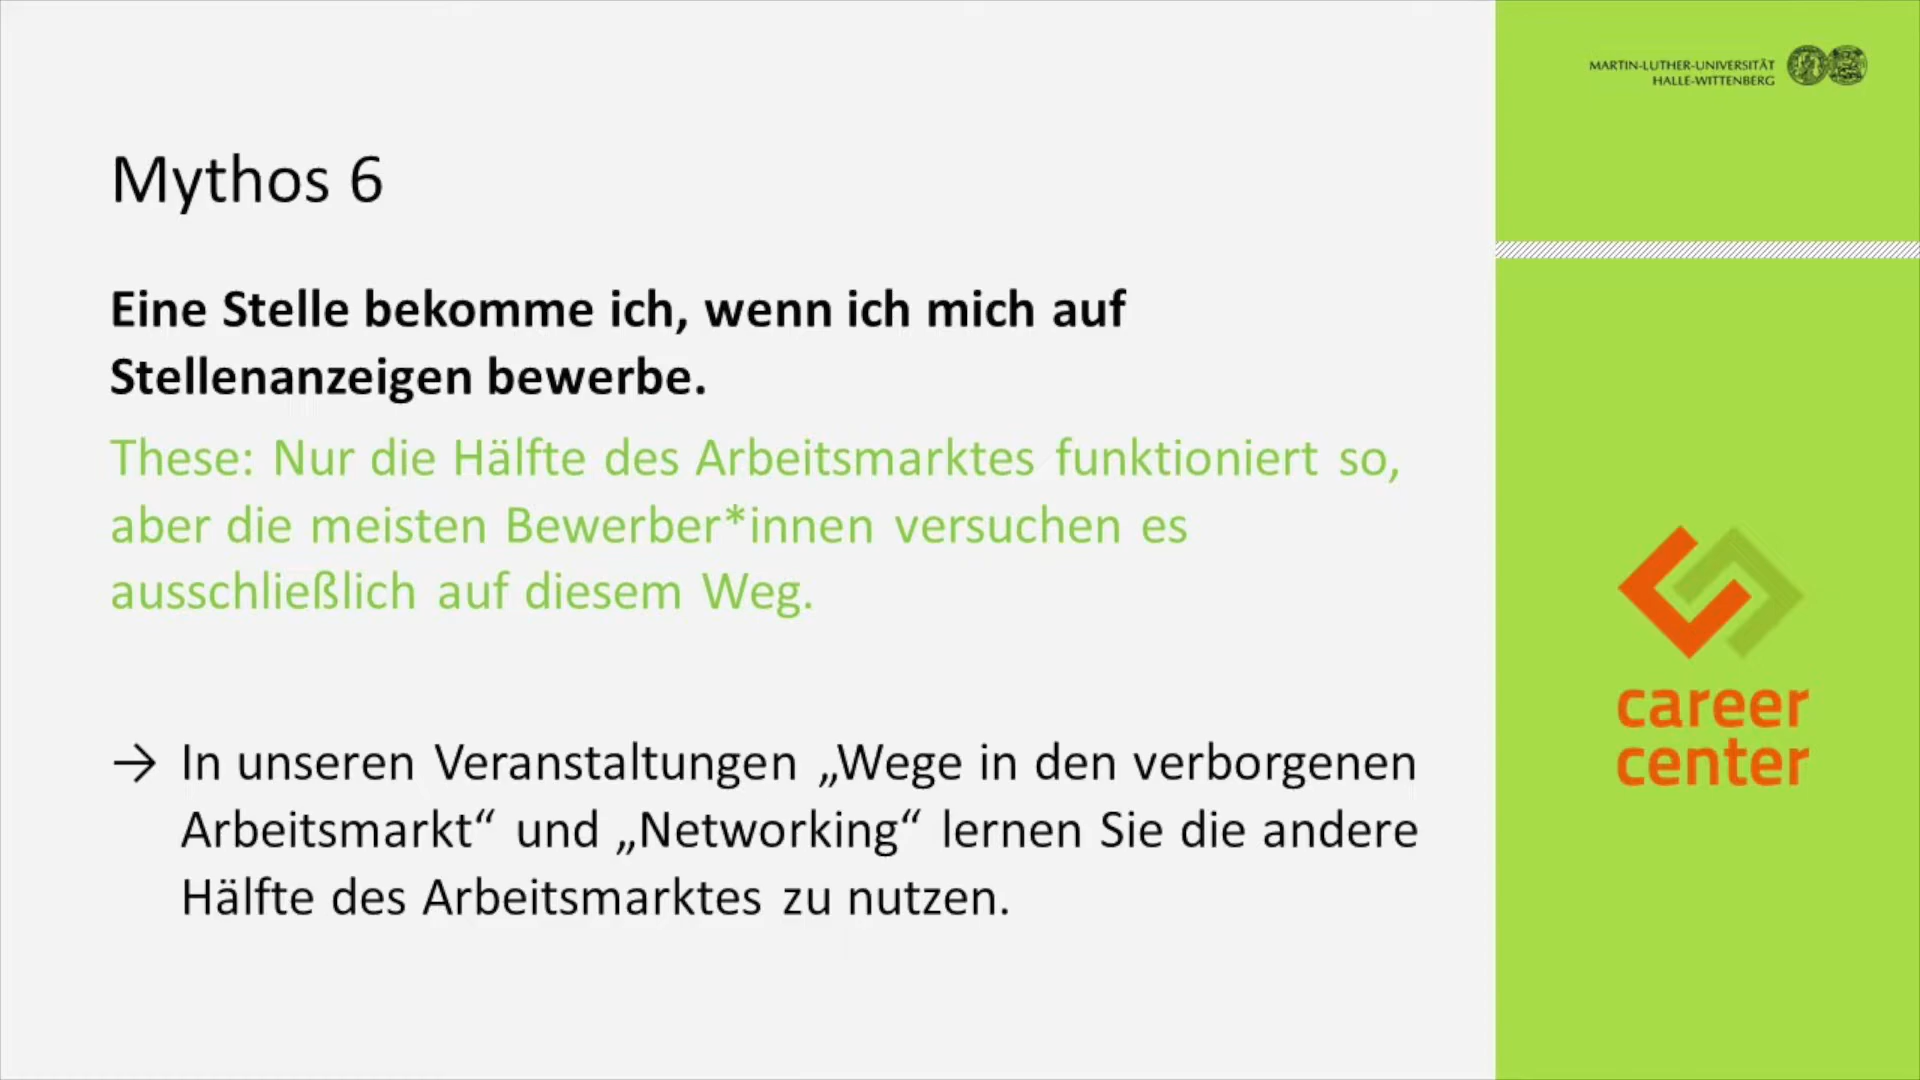 MARTIN-LUTHER-UNIVERSITÄT
HALLE-WITTENBERG
Mythos 6
Eine Stelle bekomme ich, wenn ich mich auf
Stellenanzeigen bewerbe.
These: Nur die Hälfte des Arbeitsmarktes funktioniert so,
aber die meisten Bewerber*innen versuchen es
ausschließlich auf diesem Weg.
→ In unseren Veranstaltungen „Wege in den verborgenen
Arbeitsmarkt“ und „Networking“ lernen Sie die andere
Hälfte des Arbeitsmarktes zu nutzen.
career
center